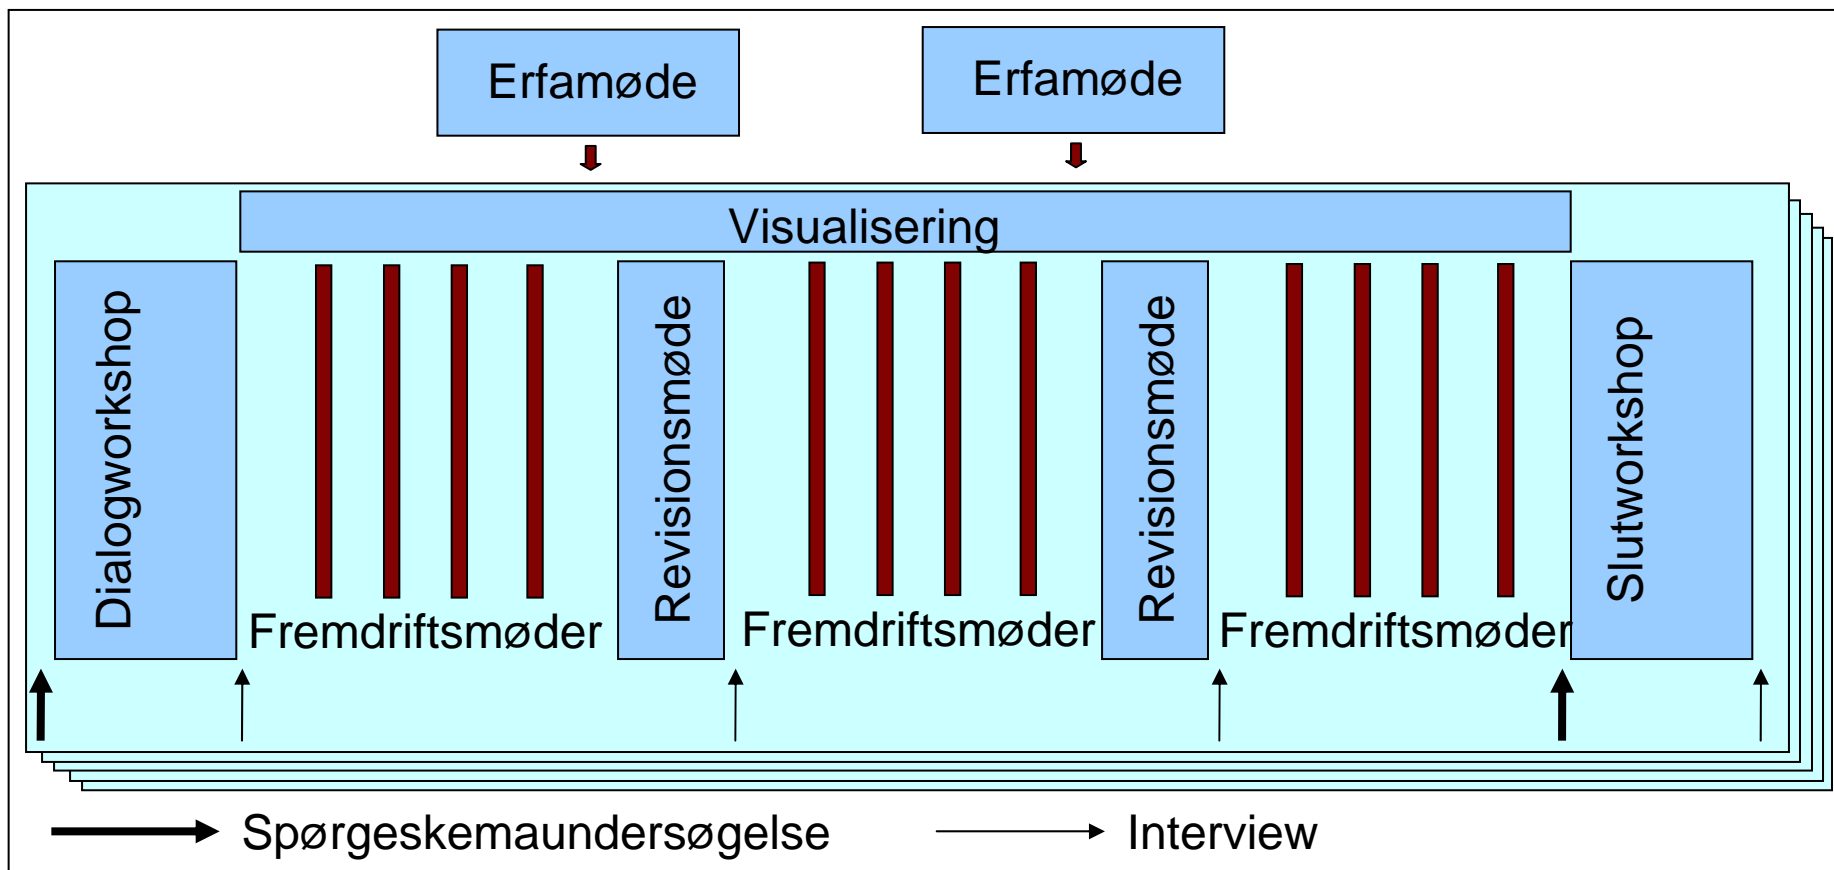 Erfamøde
Erfamøde
Visualisering
Dialogworkshop
Fremdriftsmøder
Revisionsmøde
Fremdriftsmøder
Revisionsmøde
Fremdriftsmøder
Slutworkshop
Spørgeskemaundersøgelse
Interview